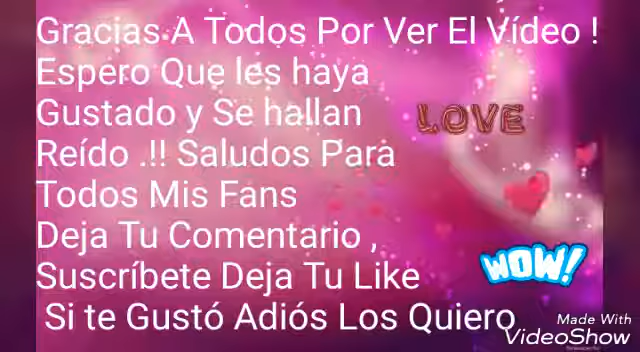 Gracias A Todos Por Ver El Vídeo !
Espero Que les haya
Gustado y Se hallan
Reído .!! Saludos Para
Todos Mis Fans
Deja Tu Comentario ,
Suscríbete Deja Tu Like
Si te Gustó Adiós Los Quiero
LOVE
WOW!
Made With
VideoShow